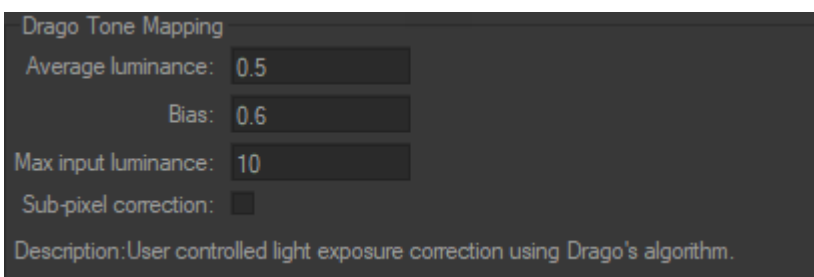 Drago Tone Mapping
Average luminance: 0.5
Bias: 0.6
Max input luminance: 10
Sub-pixel correction:
Description:User controlled light exposure correction using Drago's algorithm.